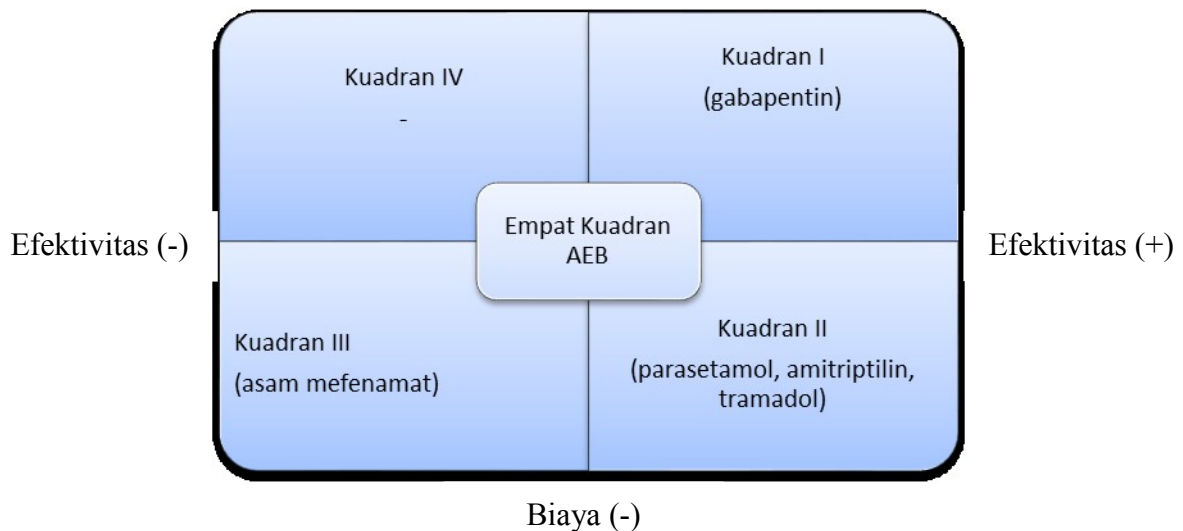 Kuadran IV
-
Kuadran I
(gabapentin)
Efektivitas (-)
Empat Kuadran
AEB
Efektivitas (+)
Kuadran III
(asam mefenamat)
Kuadran II
(parasetamol, amitriptilin,
tramadol)
Biaya (-)